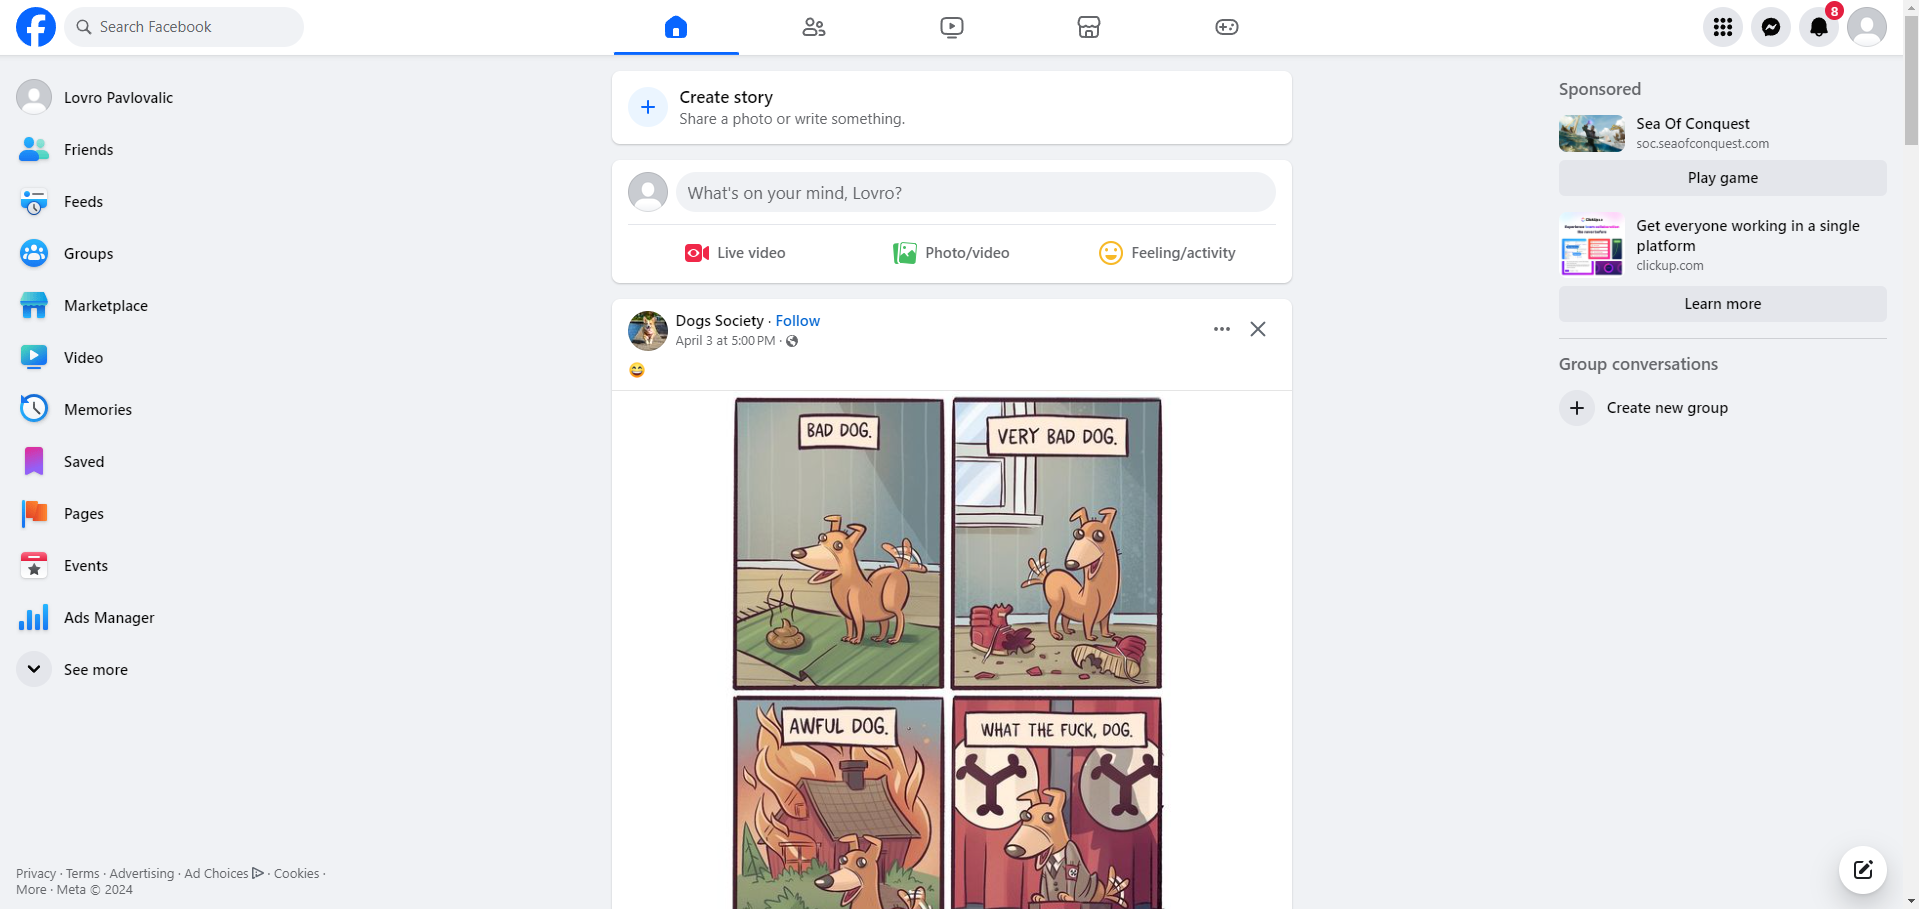 Search Facebook
8
Lovro Pavlovalic
Friends
Feeds
Groups
Marketplace
Video
Memories
Saved
Pages
Events
Ads Manager
See more
Privacy · Terms · Advertising · Ad Choices · Cookies ·
More · Meta © 2024
Create story
Share a photo or write something.
What's on your mind, Lovro?
Live video
Photo/video
Feeling/activity
Dogs Society · Follow
April 3 at 5:00 PM ·
😄
BAD DOG.
VERY BAD DOG.
AWFUL DOG.
WHAT THE FUCK, DOG.
Sponsored
Sea Of Conquest
soc.seaofconquest.com
Play game
Get everyone working in a single
platform
clickup.com
Learn more
Group conversations
Create new group